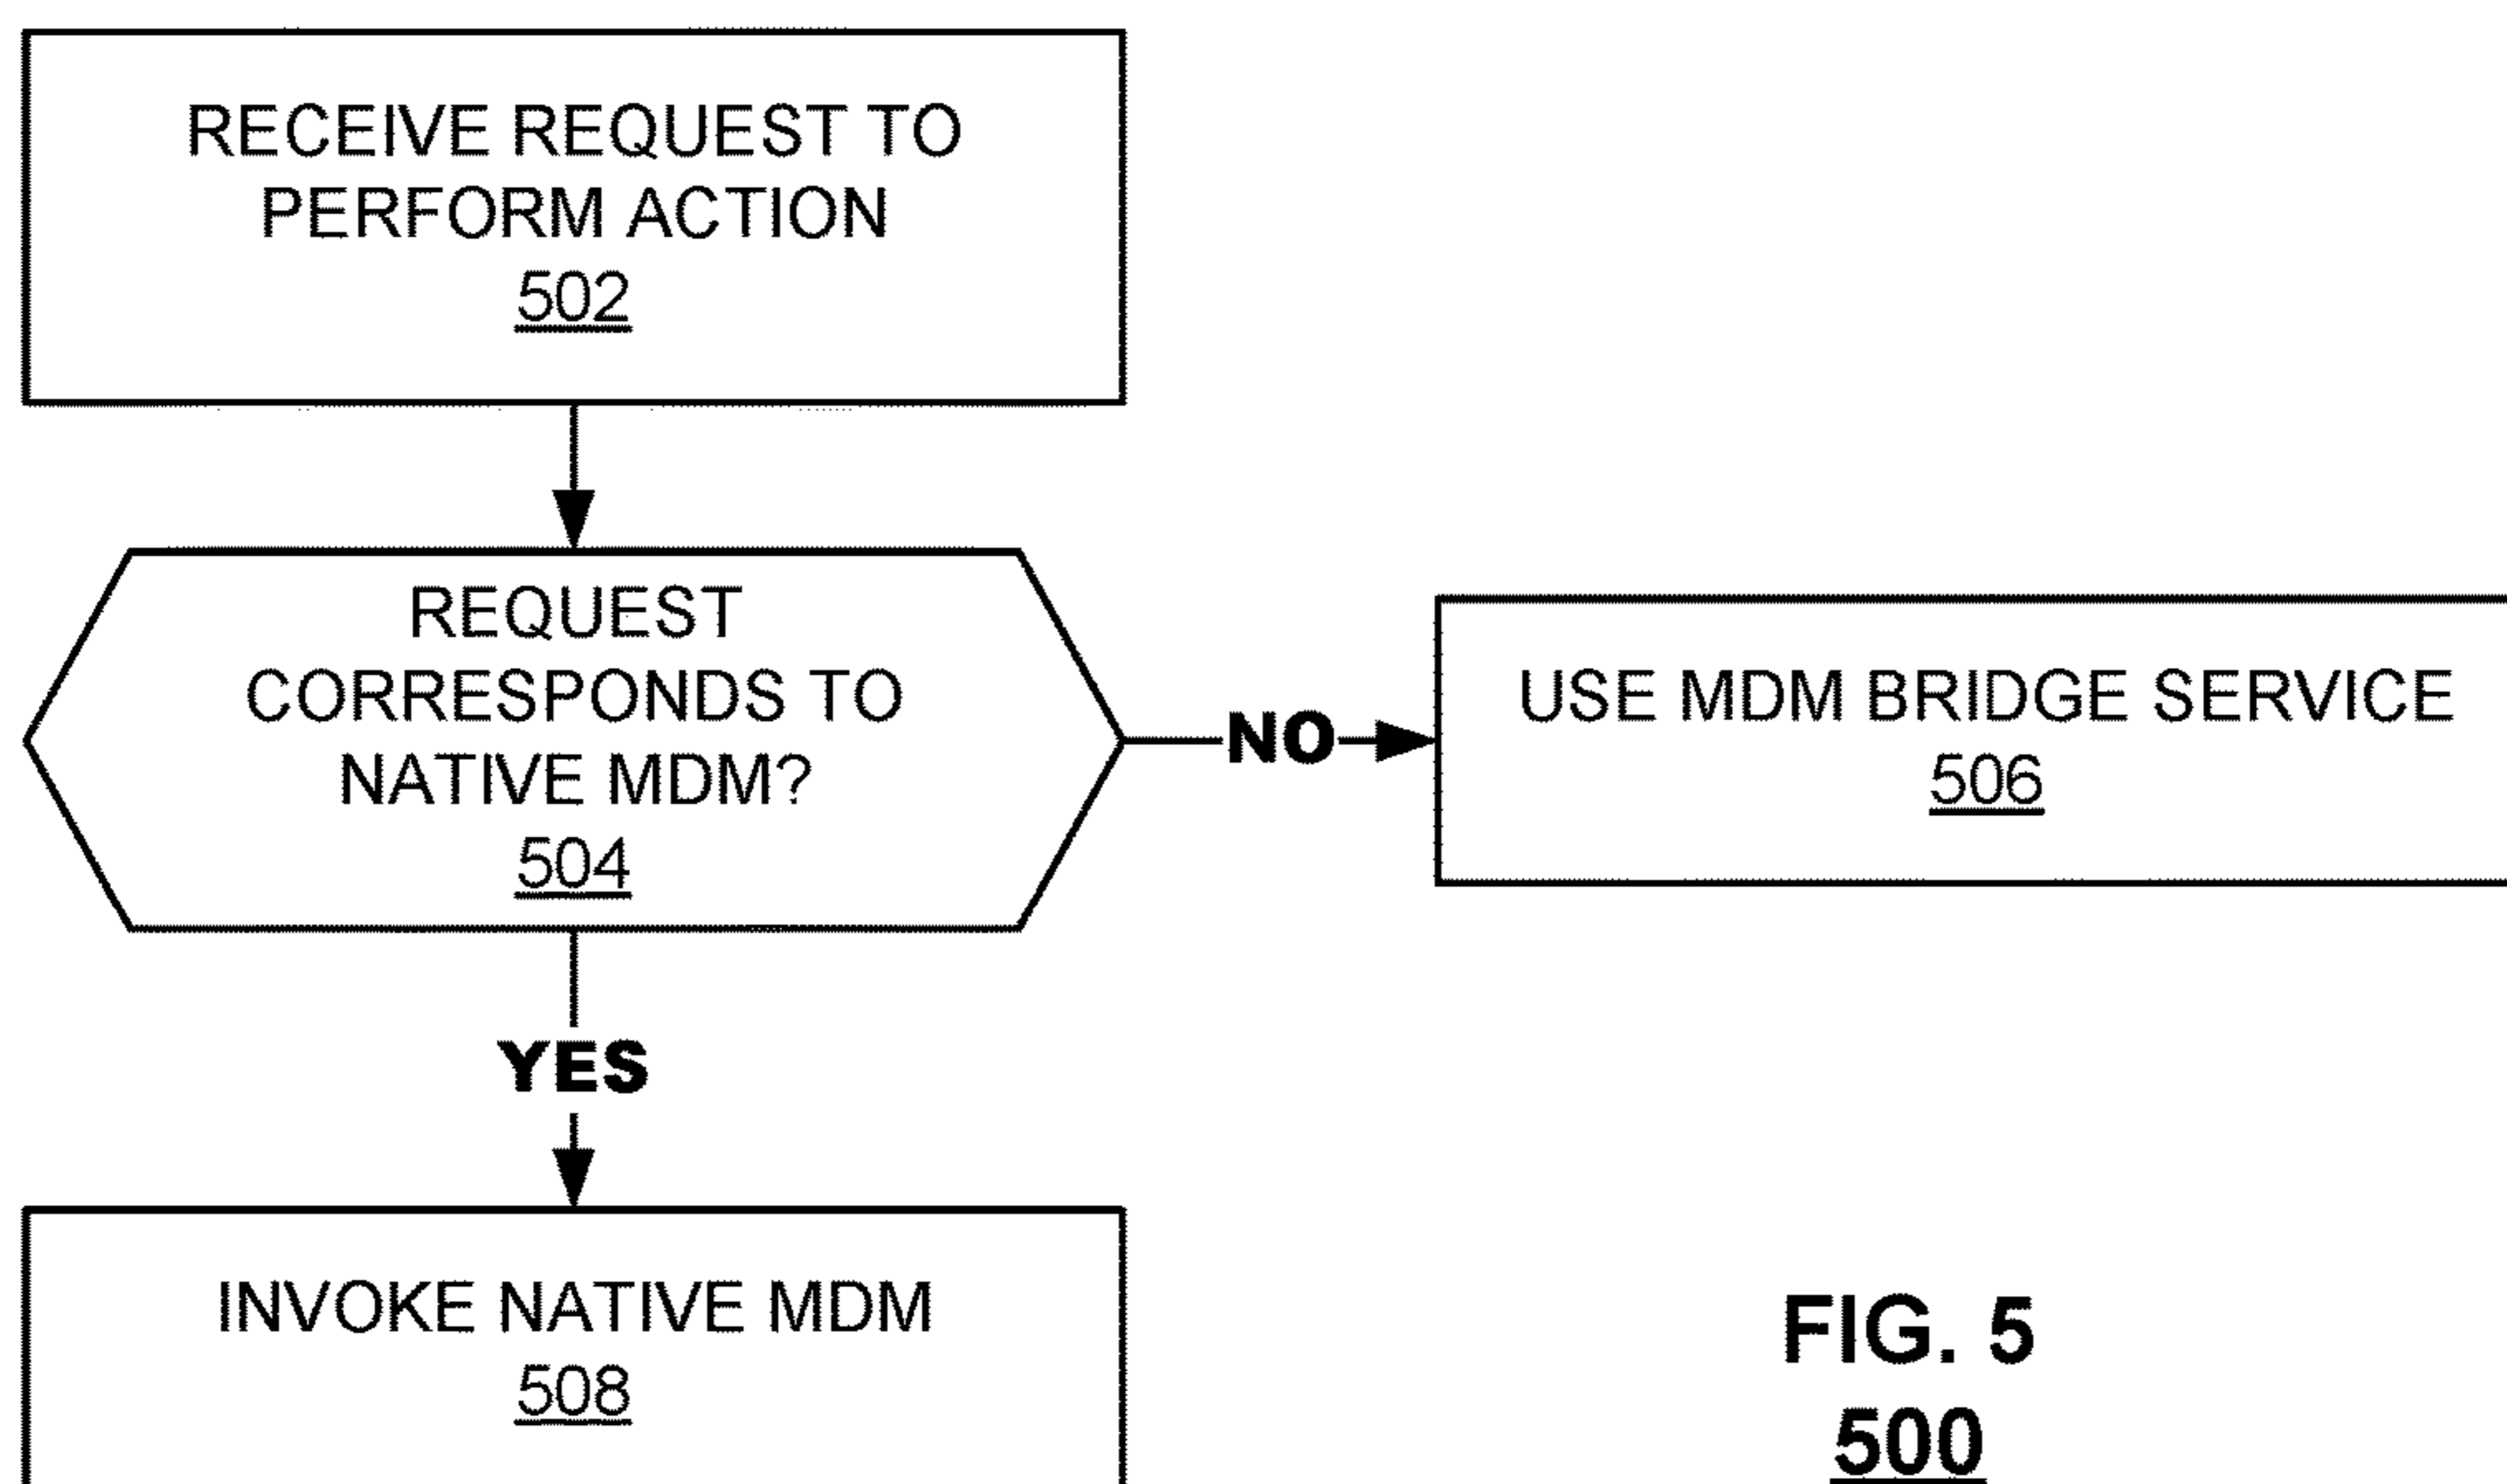 RECEIVE REQUEST TO
PERFORM ACTION
502
REQUEST
CORRESPONDS TO
NATIVE MDM?
504
NO
USE MDM BRIDGE SERVICE
506
YES
INVOKE NATIVE MDM
508
FIG. 5
500